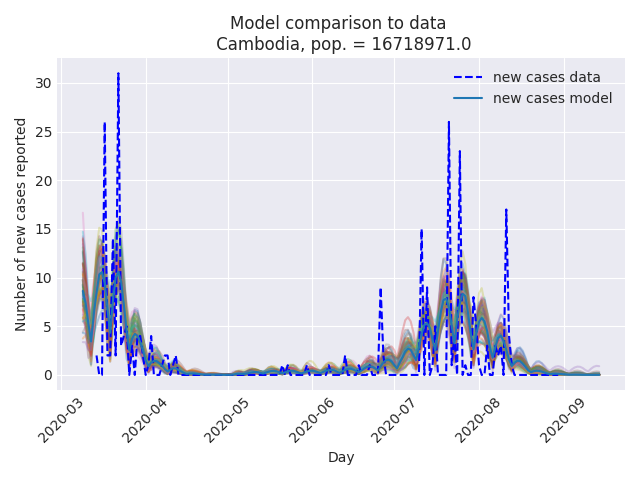 Model comparison to data
Cambodia, pop. = 16718971.0
new cases data
new cases model
Number of new cases reported
30
25
20
15
10
5
0
2020-03
2020-04
2020-05
2020-06
2020-07
2020-08
2020-09
Day